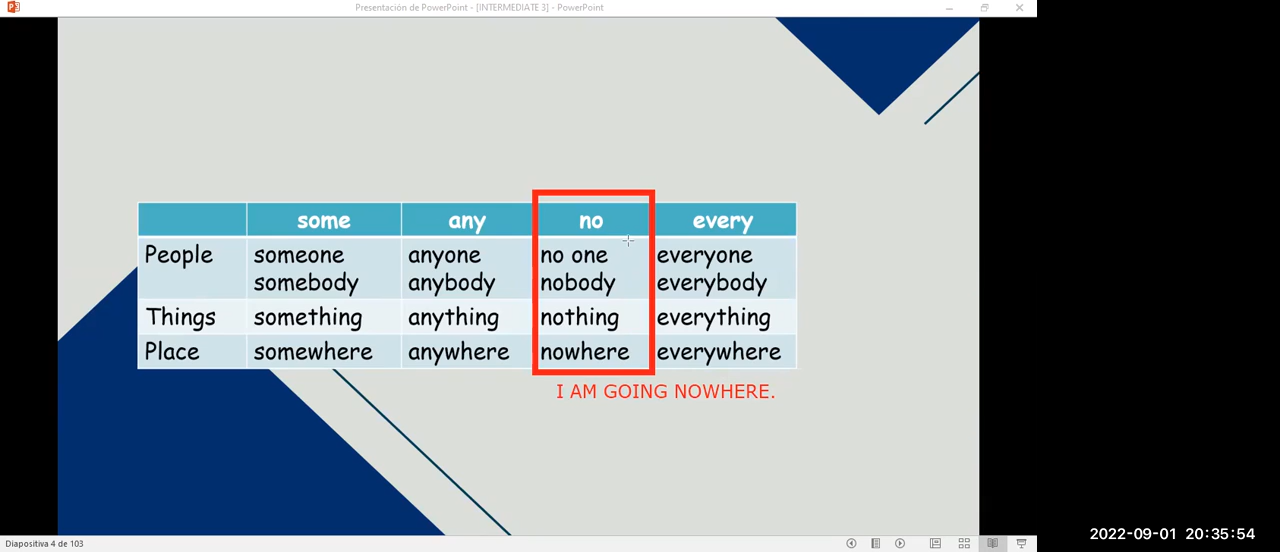 Presentación de PowerPoint - [INTERMEDIATE 3] - PowerPoint
some any no every
People someone anyone no one everyone
somebody anybody nobody everybody
Things something anything nothing everything
Place somewhere anywhere nowhere everywhere
I AM GOING NOWHERE.
Diapositiva 4 de 103
2022-09-01 20:35:54